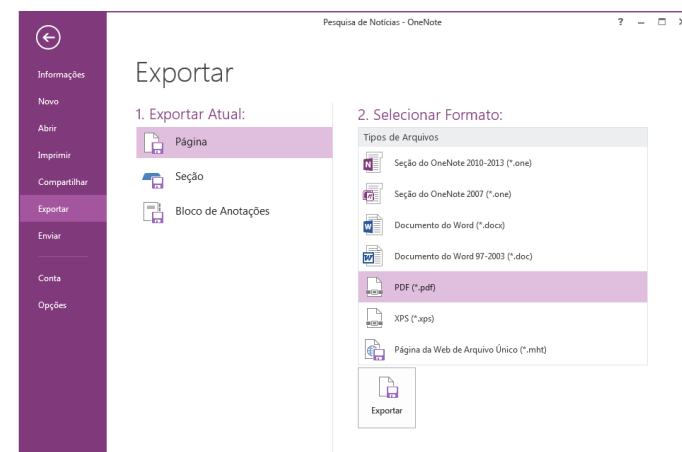 Pesquisa de Notícias - OneNote
?
Informações
Novo
Abrir
Imprimir
Compartilhar
Exportar
Enviar
Conta
Opções
Exportar
1. Exportar Atual:
Página
Seção
Bloco de Anotações
2. Selecionar Formato:
Tipos de Arquivos
Seção do OneNote 2010-2013 (*.one)
Seção do OneNote 2007 (*.one)
Documento do Word (*.docx)
Documento do Word 97-2003 (*.doc)
PDF (*.pdf)
XPS (*.xps)
Página da Web de Arquivo Único (*.mht)
Exportar